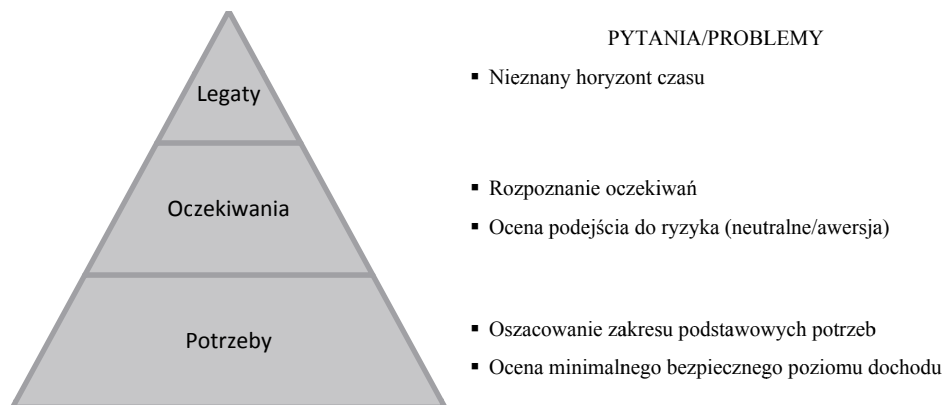 PYTANIA/PROBLEMY
Legaty
▪ Nieznany horyzont czasu
Oczekiwania
▪ Rozpoznanie oczekiwań
▪ Ocena podejścia do ryzyka (neutralne/awersja)
Potrzeby
▪ Oszacowanie zakresu podstawowych potrzeb
▪ Ocena minimalnego bezpiecznego poziomu dochodu